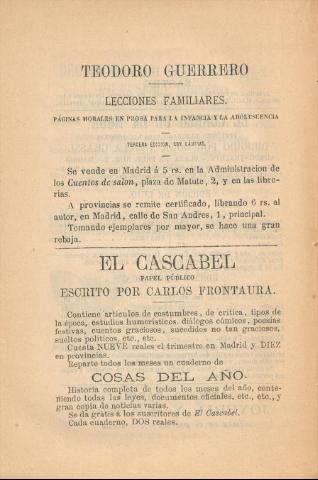 TEODORO GUERRERO
LECCIONES FAMILIARES.
PÁGINAS MORALES EN PROSA PARA LA INFANCIA Y LA ADOLESCENCIA
TERCERA EDICION, CON LÁMINAS.
Se vende en Madrid á 5 rs. en la Administracion de
los Cuentos de salon, plaza de Matute, 2, y en las libre-
rias.
A provincias se remite certificado, librando 6 rs. al
autor, en Madrid, calle de San Andres, 1, principal.
Tomando ejemplares por mayor, se hace una gran
rebaja.
EL CASCABEL
PAPEL PÚBLICO
ESCRITO POR CARLOS FRONTAURA.
Contiene artículos de costumbres, de crítica, tipos de
la época, estudios humorísticos, diálogos cómicos, poesías
festivas, cuentos graciosos, sucedidos no tan graciosos,
sueltos políticos, etc., etc.
Cuesta NUEVE reales el trimestre en Madrid y DIEZ
en provincias.
Reparte todos los meses un cuaderno de
COSAS DEL AÑO.
Historia completa de todos los meses del año, conte-
niendo todas las leyes, documentos oficiales, etc., etc., y
gran copia de noticias varias.
Se da grátis á los suscritores de El Cascabel.
Cada cuaderno, DOS reales.